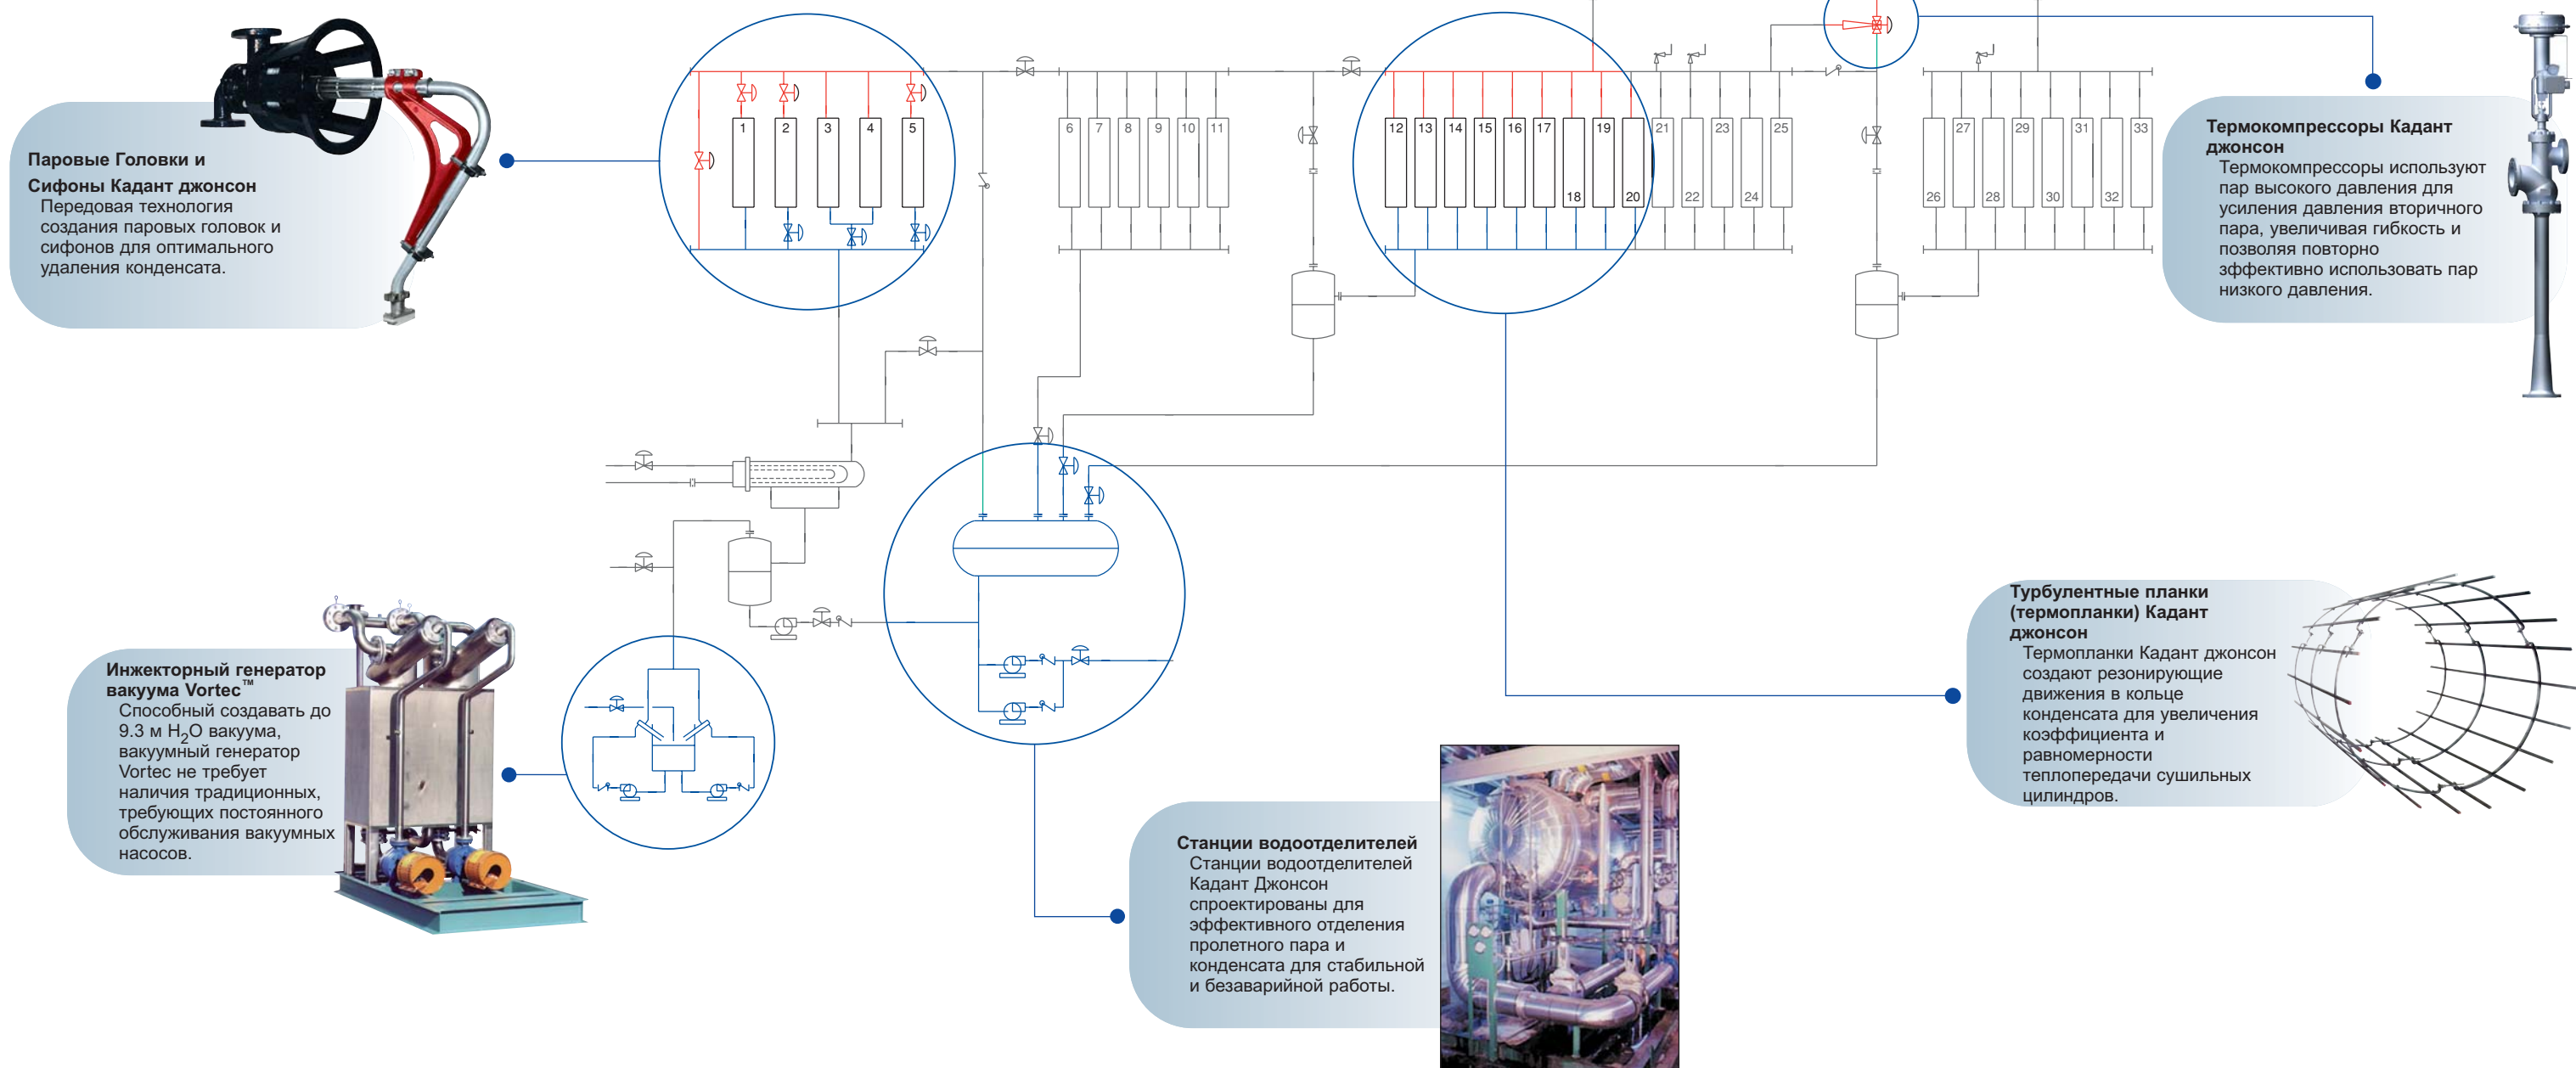 Паровые Головки и
Сифоны Кадант джонсон
Передовая технология
создания паровых головок и
сифонов для оптимального
удаления конденсата.
1 2 3 4 5
6 7 8 9 10 11
12 13 14 15 16 17 18 19 20 21 22 23 24 25
26 27 28 29 30 31 32 33
Термокомпрессоры Кадант
джонсон
Термокомпрессоры используют
пар высокого давления для
усиления давления вторичного
пара, увеличивая гибкость и
позволяя повторно
зффективно использовать пар
низкого давления.
Инжекторный генератор
вакуума Vortec™
Способный создавать до
9.3 м H₂O вакуума,
вакуумный генератор
Vortec не требует
наличия традиционных,
требующих постоянного
обслуживания вакуумных
насосов.
Станции водоотделителей
Станции водоотделителей
Кадант Джонсон
спроектированы для
эффективного отделения
пролетного пара и
конденсата для стабильной
и безаварийной работы.
Турбулентные планки
(термопланки) Кадант
джонсон
Термопланки Кадант джонсон
создают резонирующие
движения в кольце
конденсата для увеличения
коэффициента и
равномерности
теплопередачи сушильных
цилиндров.